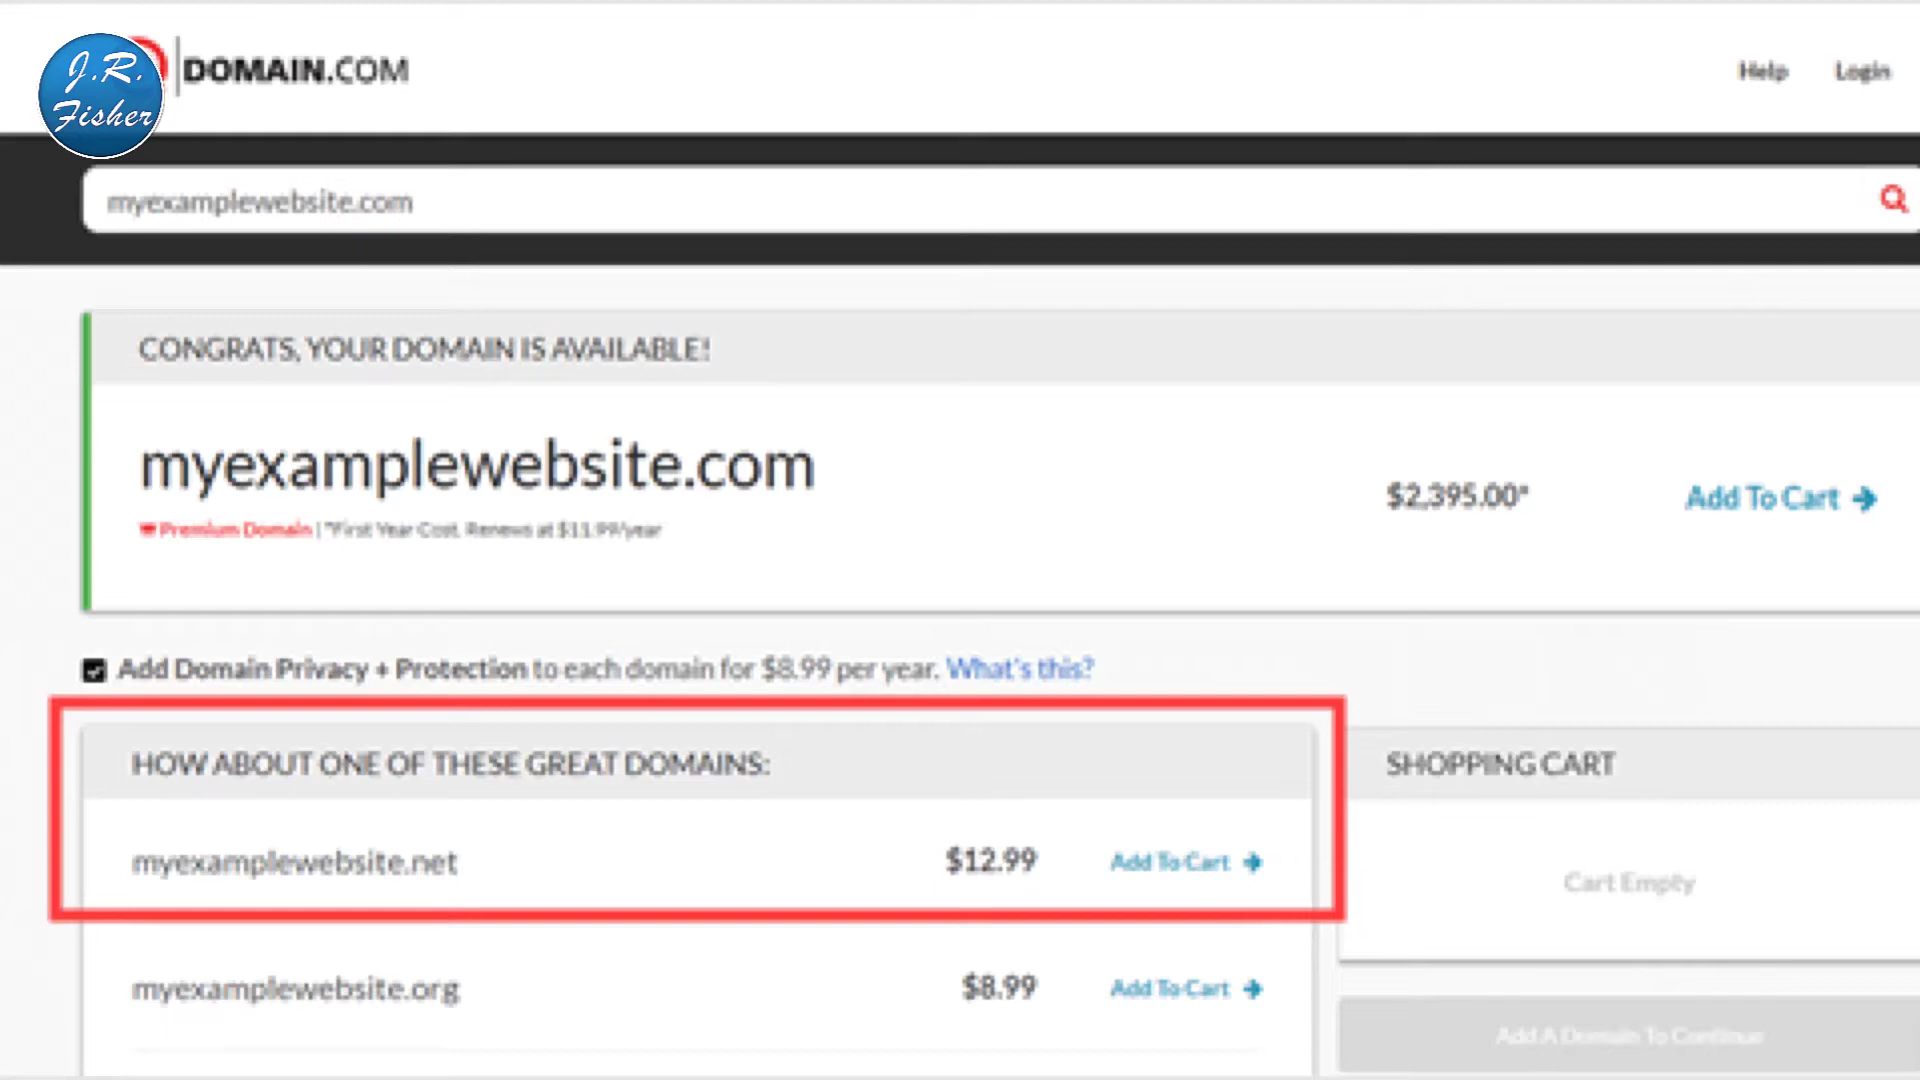 J.R.
Fisher
DOMAIN.COM
Help Login
myexamplewebsite.com
CONGRATS, YOUR DOMAIN IS AVAILABLE!
myexamplewebsite.com
$2,395.00* Add To Cart
Premium Domain | *First Year Cost. Renews at $11.99/year
Add Domain Privacy + Protection to each domain for $8.99 per year. What's this?
HOW ABOUT ONE OF THESE GREAT DOMAINS:
SHOPPING CART
myexamplewebsite.net $12.99 Add To Cart
Cart Empty
myexamplewebsite.org $8.99 Add To Cart
Add A Domain To Continue